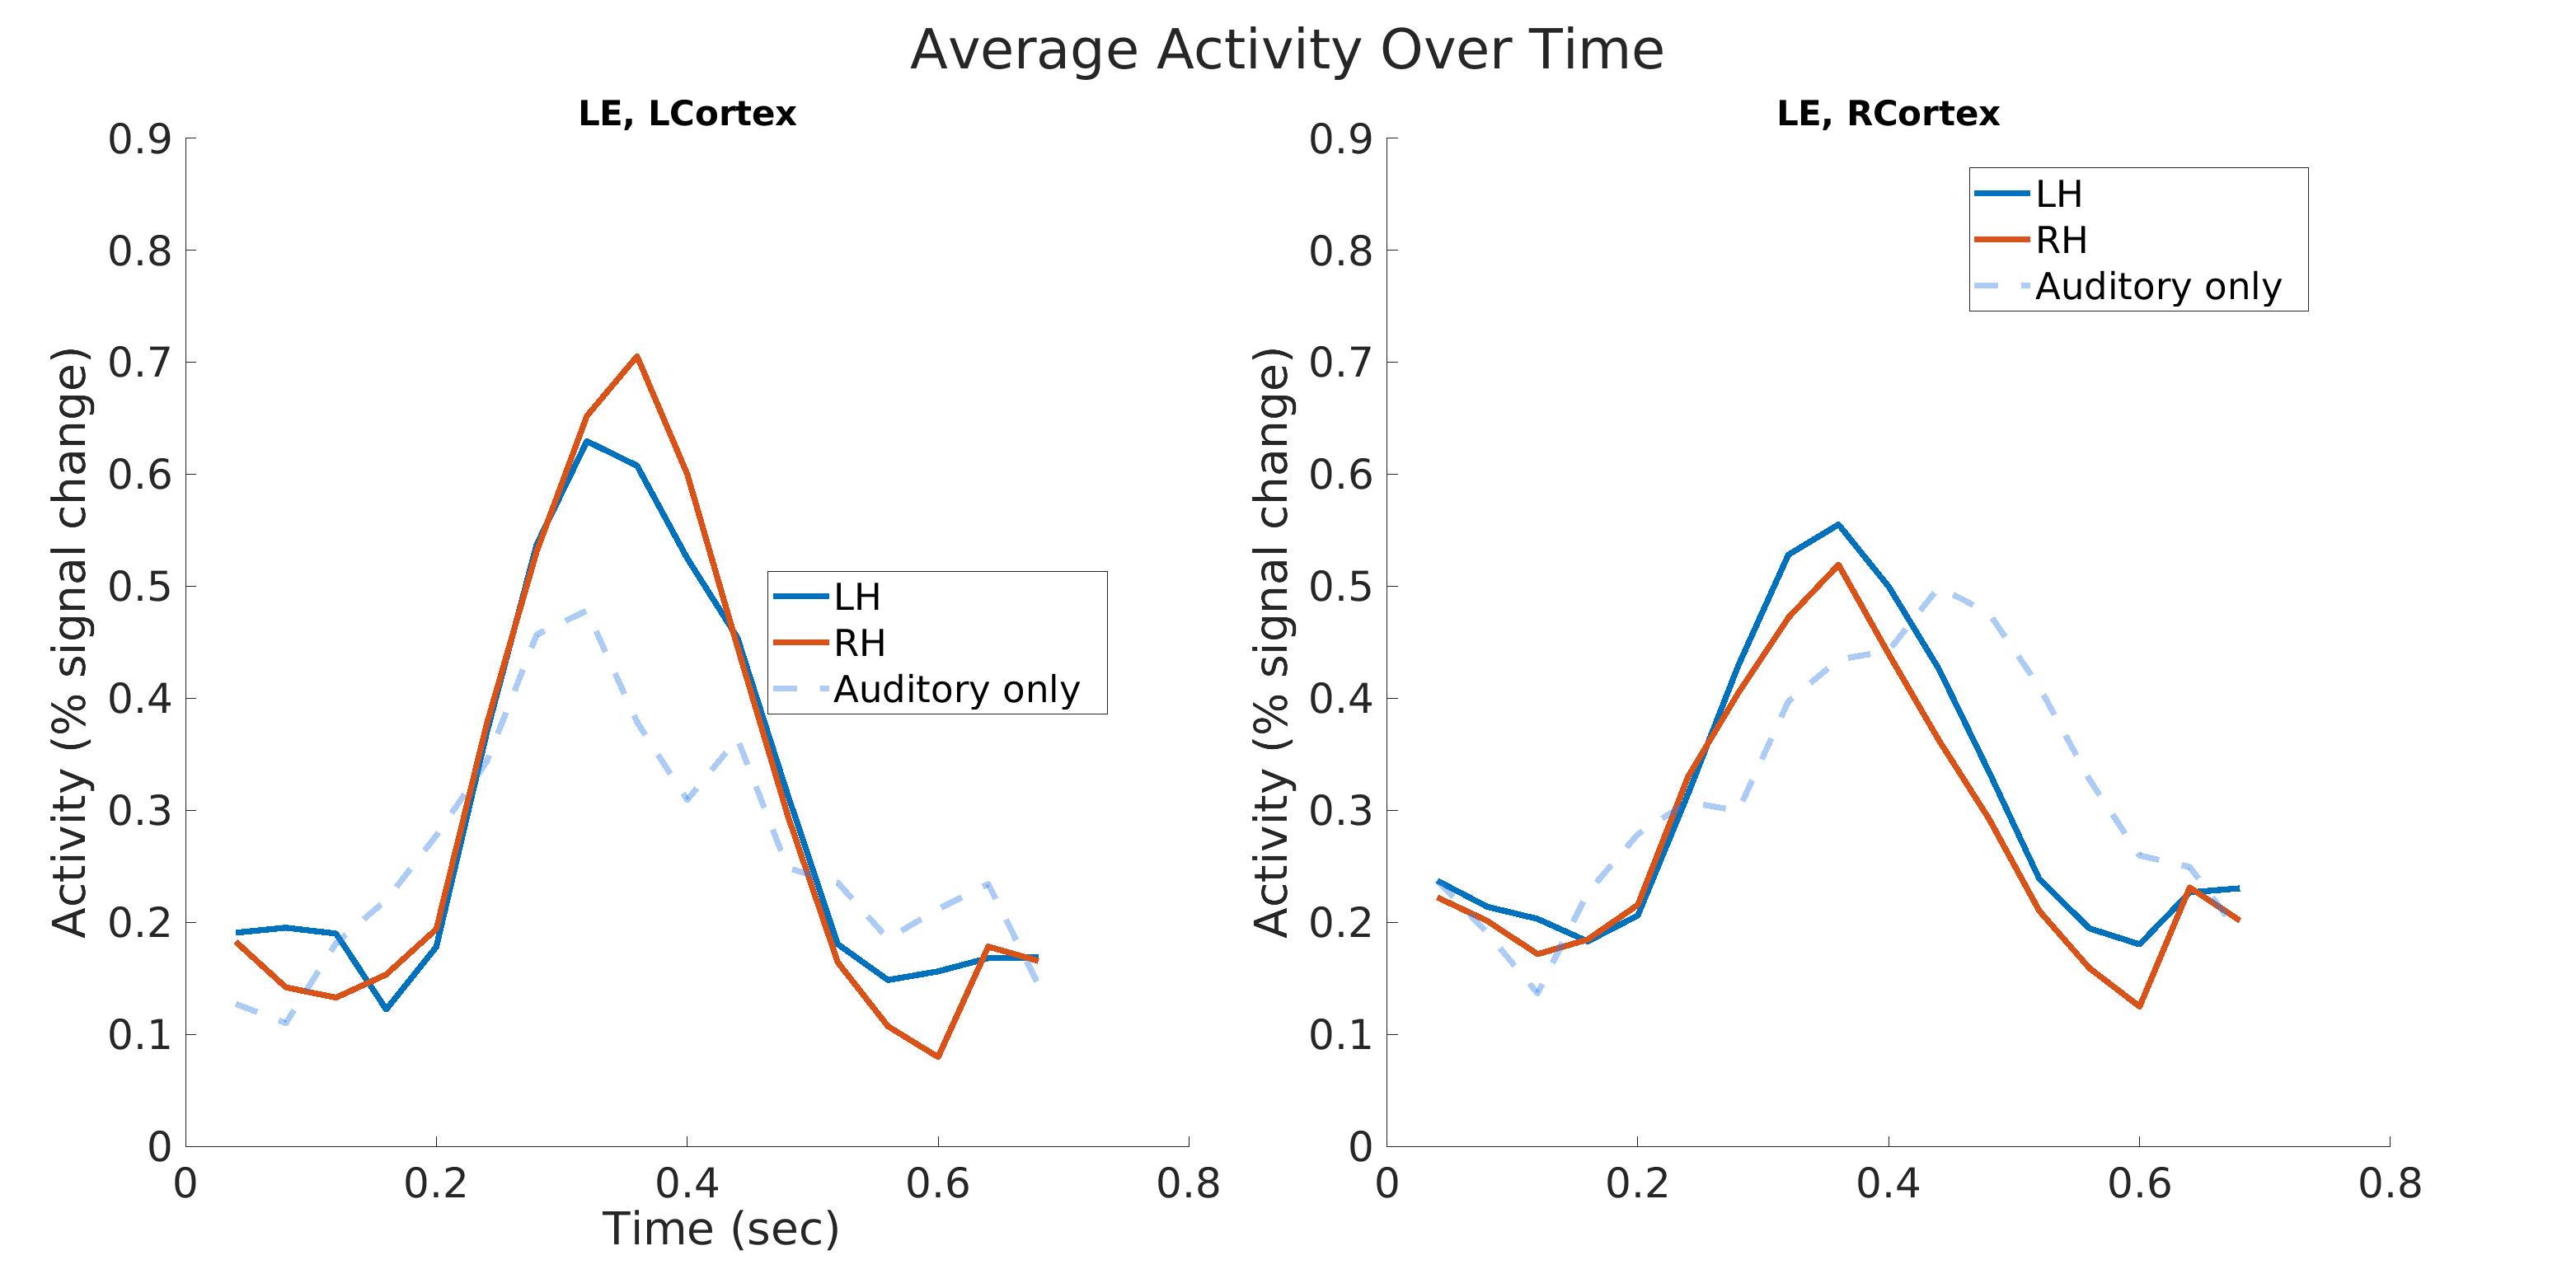 Average Activity Over Time
LE, LCortex
0.9
0.8
0.7
0.6
0.5
0.4
0.3
0.2
0.1
0
Activity (% signal change)
LH
RH
Auditory only
0 0.2 0.4 0.6 0.8
Time (sec)
LE, RCortex
0.9
0.8
0.7
0.6
0.5
0.4
0.3
0.2
0.1
0
Activity (% signal change)
LH
RH
Auditory only
0 0.2 0.4 0.6 0.8